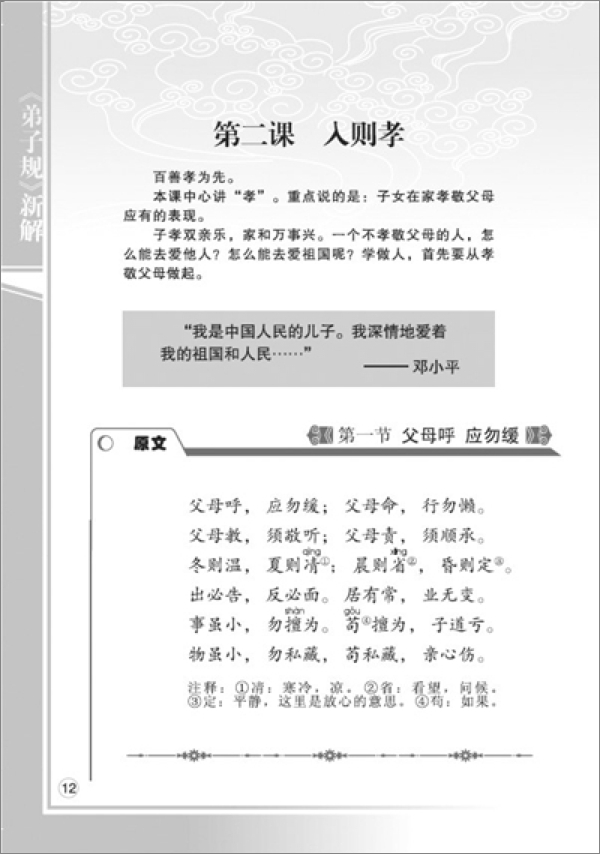 《弟子规》新解
第二课 入则孝
百善孝为先。
本课中心讲“孝”。重点说的是：子女在家孝敬父母
应有的表现。
子孝双亲乐，家和万事兴。一个不孝敬父母的人，怎
么能去爱他人？怎么能去爱祖国呢？学做人，首先要从孝
敬父母做起。
“我是中国人民的儿子。我深情地爱着
我的祖国和人民……”
——邓小平
原文
第一节 父母呼 应勿缓
父母呼，应勿缓；父母命，行勿懒。
父母教，须敬听；父母责，须顺承。
qìng xǐng
冬则温，夏则凊①；晨则省②，昏则定③。
出必告，反必面。居有常，业无变。
shàn gǒu
事虽小，勿擅为。苟④擅为，子道亏。
物虽小，勿私藏，苟私藏，亲心伤。
注释：①凊：寒冷，凉。②省：看望，问候。
③定：平静，这里是放心的意思。④苟：如果。
12